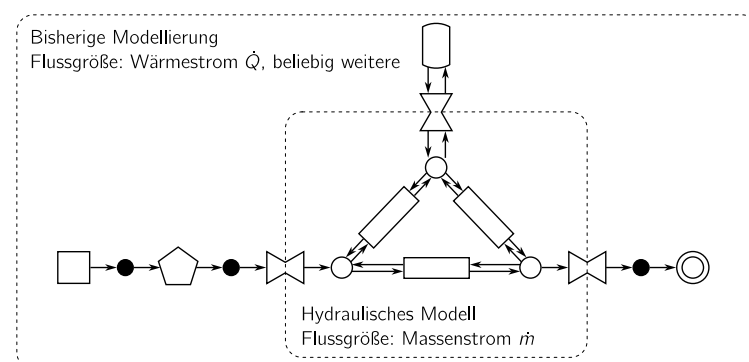 Bisherige Modellierung
Flussgröße: Wärmestrom Q̇, beliebig weitere
Hydraulisches Modell
Flussgröße: Massenstrom ṁ